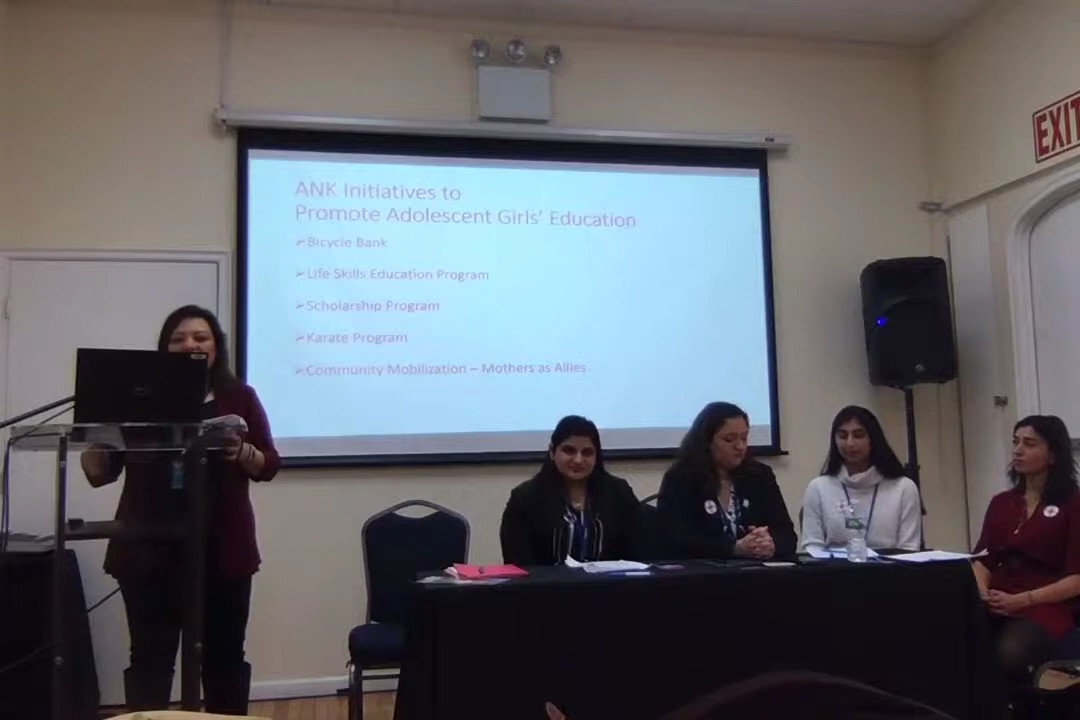 EXIT
ANK Initiatives to
Promote Adolescent Girls' Education
➢Bicycle Bank
➢Life Skills Education Program
➢Scholarship Program
➢Karate Program
➢Community Mobilization – Mothers as Allies